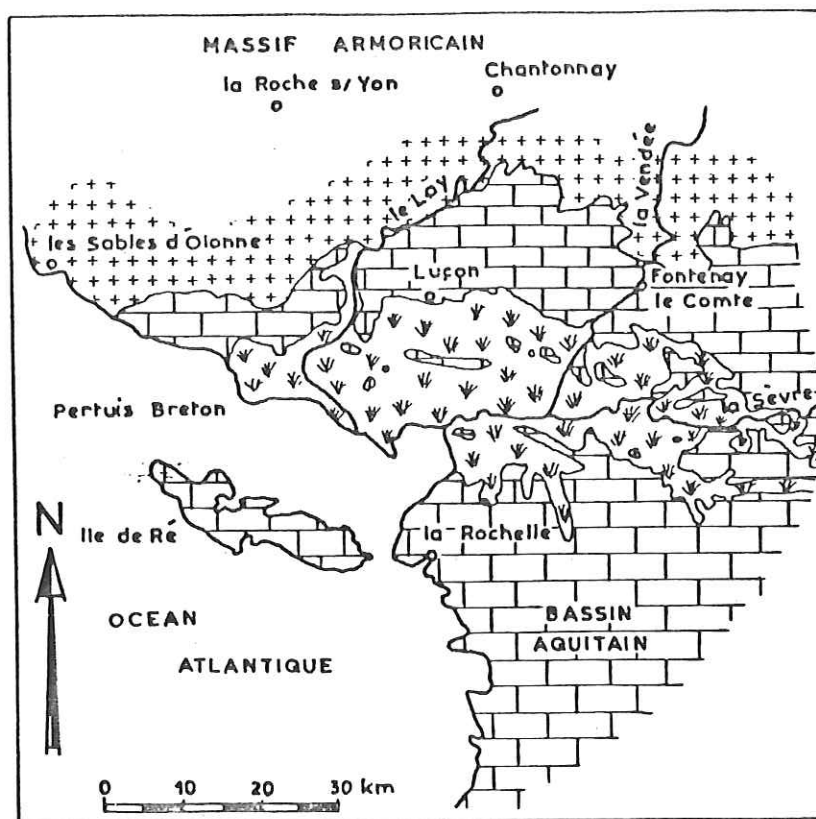 MASSIF ARMORICAIN
la Roche s/Yon
Chantonnay
la Vendée
le Lay
les Sables d'Olonne
Luçon
Fontenay
le Comte
la Sèvre
Pertuis Breton
N
Ile de Ré
la Rochelle
OCEAN
ATLANTIQUE
BASSIN
AQUITAIN
0 10 20 30 km